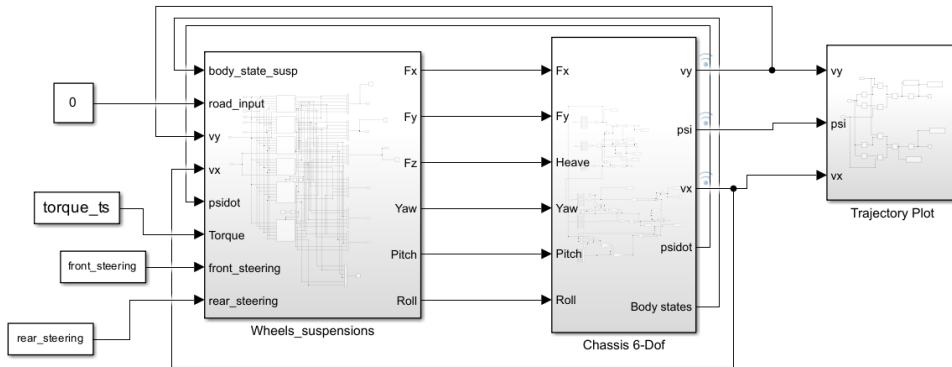 body_state_susp
road_input
vy
vx
psidot
Torque
front_steering
rear_steering
Fx
Fy
Fz
Yaw
Pitch
Roll
Wheels_suspensions
0
torque_ts
front_steering
rear_steering
Fx
Fy
Heave
Yaw
Pitch
Roll
vy
psi
vx
psidot
Body states
Chassis 6-Dof
vy
psi
vx
Trajectory Plot